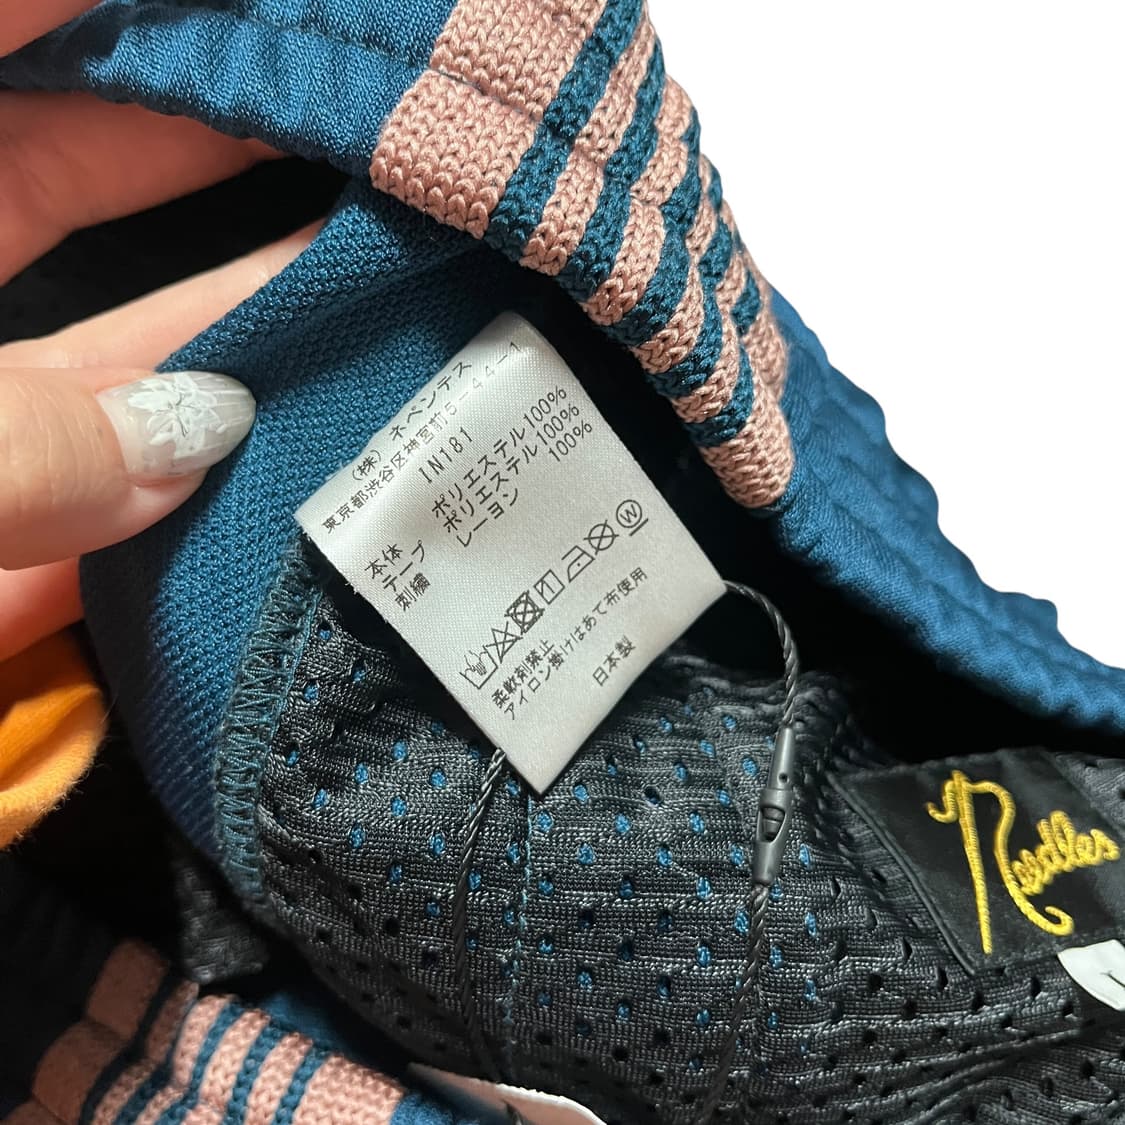 (株) ネペンテス
東京都渋谷区神宮前5-44-1
IN181
本体 ポリエステル100%
テープ ポリエステル100%
刺繍 レーヨン 100%
W
柔軟剤禁止
アイロン掛けはあて布使用
日本製
Needles